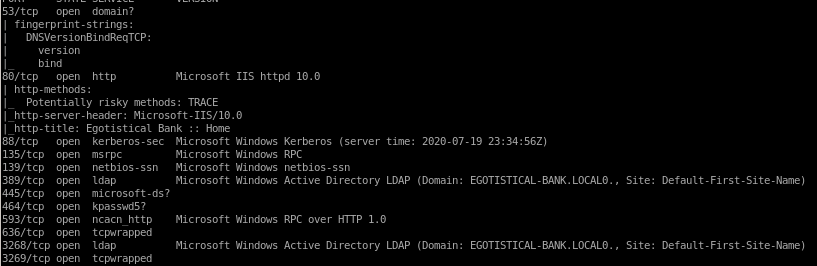 53/tcp   open  domain?
| fingerprint-strings:
|   DNSVersionBindReqTCP:
|     version
|_    bind
80/tcp   open  http          Microsoft IIS httpd 10.0
| http-methods:
|_  Potentially risky methods: TRACE
|_http-server-header: Microsoft-IIS/10.0
|_http-title: Egotistical Bank :: Home
88/tcp   open  kerberos-sec  Microsoft Windows Kerberos (server time: 2020-07-19 23:34:56Z)
135/tcp  open  msrpc         Microsoft Windows RPC
139/tcp  open  netbios-ssn   Microsoft Windows netbios-ssn
389/tcp  open  ldap          Microsoft Windows Active Directory LDAP (Domain: EGOTISTICAL-BANK.LOCAL0., Site: Default-First-Site-Name)
445/tcp  open  microsoft-ds?
464/tcp  open  kpasswd5?
593/tcp  open  ncacn_http    Microsoft Windows RPC over HTTP 1.0
636/tcp  open  tcpwrapped
3268/tcp open  ldap          Microsoft Windows Active Directory LDAP (Domain: EGOTISTICAL-BANK.LOCAL0., Site: Default-First-Site-Name)
3269/tcp open  tcpwrapped